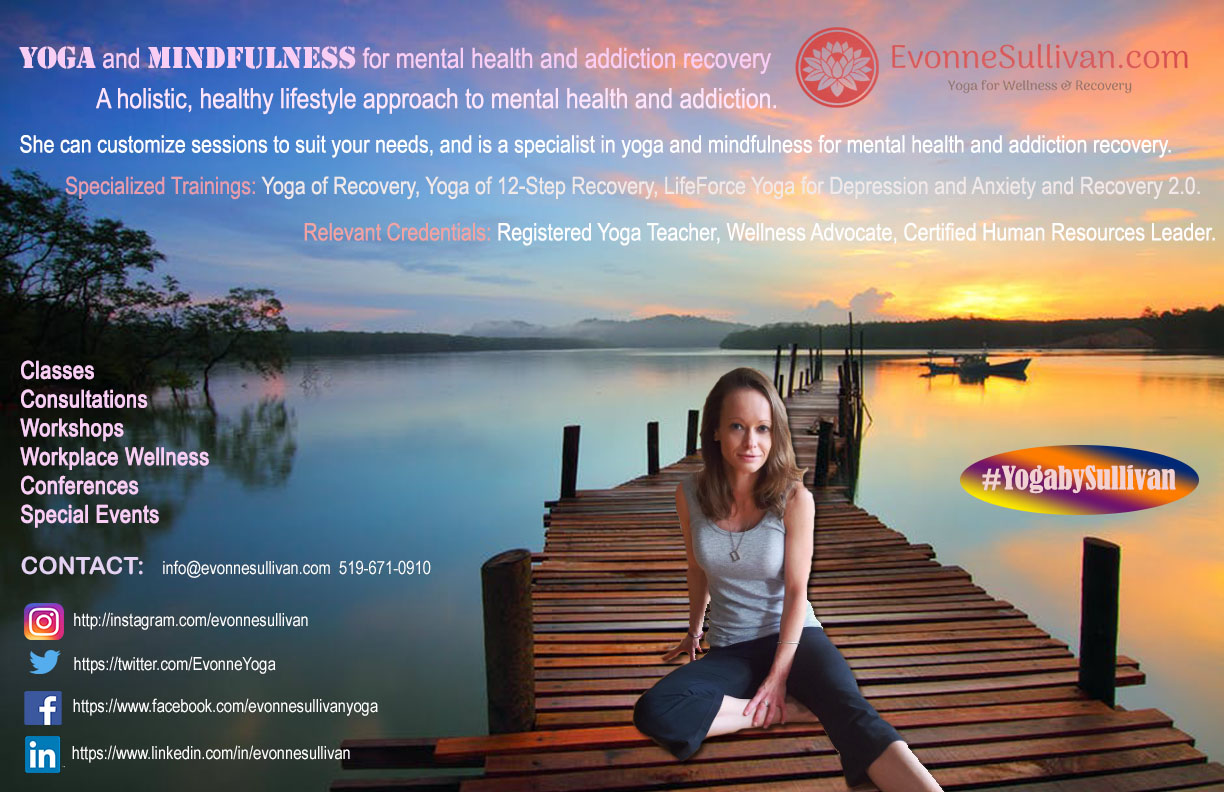 YOGA and MINDFULNESS for mental health and addiction recovery
A holistic, healthy lifestyle approach to mental health and addiction.
EvonneSullivan.com
Yoga for Wellness & Recovery
She can customize sessions to suit your needs, and is a specialist in yoga and mindfulness for mental health and addiction recovery.
Specialized Trainings: Yoga of Recovery, Yoga of 12-Step Recovery, LifeForce Yoga for Depression and Anxiety and Recovery 2.0.
Relevant Credentials: Registered Yoga Teacher, Wellness Advocate, Certified Human Resources Leader.
Classes
Consultations
Workshops
Workplace Wellness
Conferences
Special Events
#YogabySullivan
CONTACT: info@evonnesullivan.com 519-671-0910
http://instagram.com/evonnesullivan
https://twitter.com/EvonneYoga
f https://www.facebook.com/evonnesullivanyoga
in https://www.linkedin.com/in/evonnesullivan